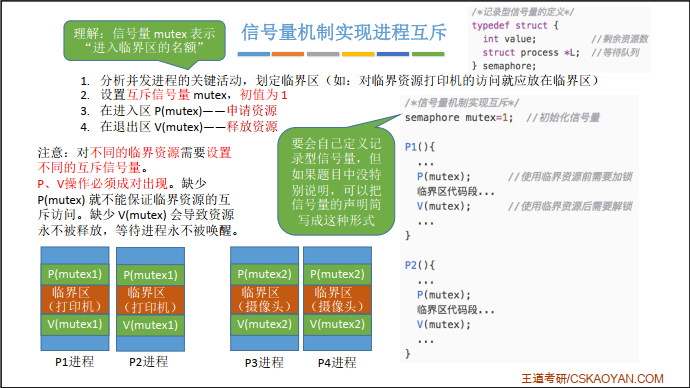 理解：信号量 mutex 表示
“进入临界区的名额”
信号量机制实现进程互斥
/*记录型信号量的定义*/
typedef struct {
int value; //剩余资源数
struct process *L; //等待队列
} semaphore;
1. 分析并发进程的关键活动，划定临界区（如：对临界资源打印机的访问就应放在临界区）
2. 设置互斥信号量 mutex，初值为 1
3. 在进入区 P(mutex)——申请资源
4. 在退出区 V(mutex)——释放资源
注意：对不同的临界资源需要设置
不同的互斥信号量。
P、V操作必须成对出现。缺少
P(mutex) 就不能保证临界资源的互
斥访问。缺少 V(mutex) 会导致资源
永不被释放，等待进程永不被唤醒。
要会自己定义记
录型信号量，但
如果题目中没特
别说明，可以把
信号量的声明简
写成这种形式
/*信号量机制实现互斥*/
semaphore mutex=1; //初始化信号量
P1(){
...
P(mutex); //使用临界资源前需要加锁
临界区代码段...
V(mutex); //使用临界资源后需要解锁
...
}
P2(){
...
P(mutex);
临界区代码段...
V(mutex);
...
}
P(mutex1)
临界区
（打印机）
V(mutex1)
P1进程
P(mutex1)
临界区
（打印机）
V(mutex1)
P2进程
P(mutex2)
临界区
（摄像头）
V(mutex2)
P3进程
P(mutex2)
临界区
（摄像头）
V(mutex2)
P4进程
王道考研/CSKAOYAN.COM